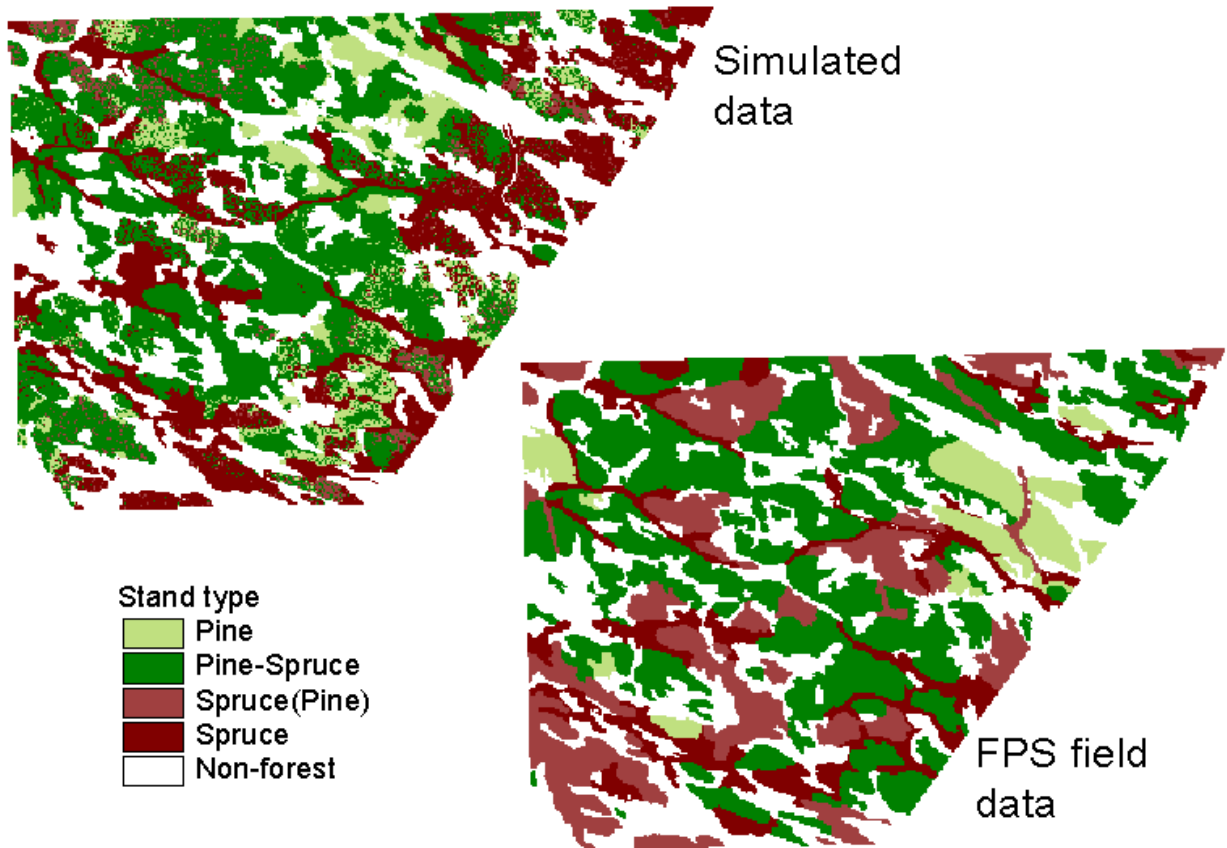 Simulated
data
Stand type
Pine
Pine-Spruce
Spruce(Pine)
Spruce
Non-forest
FPS field
data